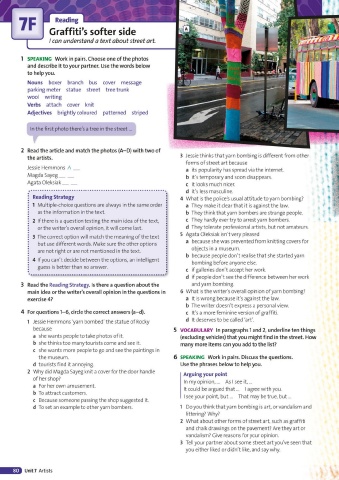 7F
Reading
Graffiti's softer side
I can understand a text about street art.
A
1 SPEAKING Work in pairs. Choose one of the photos
and describe it to your partner. Use the words below
to help you.
Nouns boxer branch bus cover message
parking meter statue street tree trunk
wool writing
Verbs attach cover knit
Adjectives brightly coloured patterned striped
In the first photo there's a tree in the street ...
2 Read the article and match the photos (A–D) with two of
the artists.
Jessie Hemmons A ___
Magda Sayeg ___ ___
Agata Oleksiak ___ ___
Reading Strategy
1 Multiple-choice questions are always in the same order
as the information in the text.
2 If there is a question testing the main idea of the text,
or the writer's overall opinion, it will come last.
3 The correct option will match the meaning of the text
but use different words. Make sure the other options
are not right or are not mentioned in the text.
4 If you can't decide between the options, an intelligent
guess is better than no answer.
3 Read the Reading Strategy. Is there a question about the
main idea or the writer's overall opinion in the questions in
exercise 4?
4 For questions 1–6, circle the correct answers (a–d).
1 Jessie Hemmons 'yarn bombed' the statue of Rocky
because
a she wants people to take photos of it.
b she thinks too many tourists come and see it.
c she wants more people to go and see the paintings in
the museum.
d tourists find it annoying.
2 Why did Magda Sayeg knit a cover for the door handle
of her shop?
a For her own amusement.
b To attract customers.
c Because someone passing the shop suggested it.
d To set an example to other yarn bombers.
3 Jessie thinks that yarn bombing is different from other
forms of street art because
a its popularity has spread via the internet.
b it's temporary and soon disappears.
c it looks much nicer.
d it's less masculine.
4 What is the police's usual attitude to yarn bombing?
a They make it clear that it is against the law.
b They think that yarn bombers are strange people.
c They hardly ever try to arrest yarn bombers.
d They tolerate professional artists, but not amateurs.
5 Agata Oleksiak isn't very pleased
a because she was prevented from knitting covers for
objects in a museum.
b because people don't realise that she started yarn
bombing before anyone else.
c if galleries don't accept her work.
d if people don't see the difference between her work
and yarn bombing.
6 What is the writer's overall opinion of yarn bombing?
a It is wrong because it's against the law.
b The writer doesn't express a personal view.
c It's a more feminine version of graffiti.
d It deserves to be called 'art'.
5 VOCABULARY In paragraphs 1 and 2, underline ten things
(excluding vehicles) that you might find in the street. How
many more items can you add to the list?
6 SPEAKING Work in pairs. Discuss the questions.
Use the phrases below to help you.
Arguing your point
In my opinion, ... As I see it, ...
It could be argued that ... I agree with you.
I see your point, but ... That may be true, but ...
1 Do you think that yarn bombing is art, or vandalism and
littering? Why?
2 What about other forms of street art, such as graffiti
and chalk drawings on the pavement? Are they art or
vandalism? Give reasons for your opinion.
3 Tell your partner about some street art you've seen that
you either liked or didn't like, and say why.
80 Unit 7 Artists